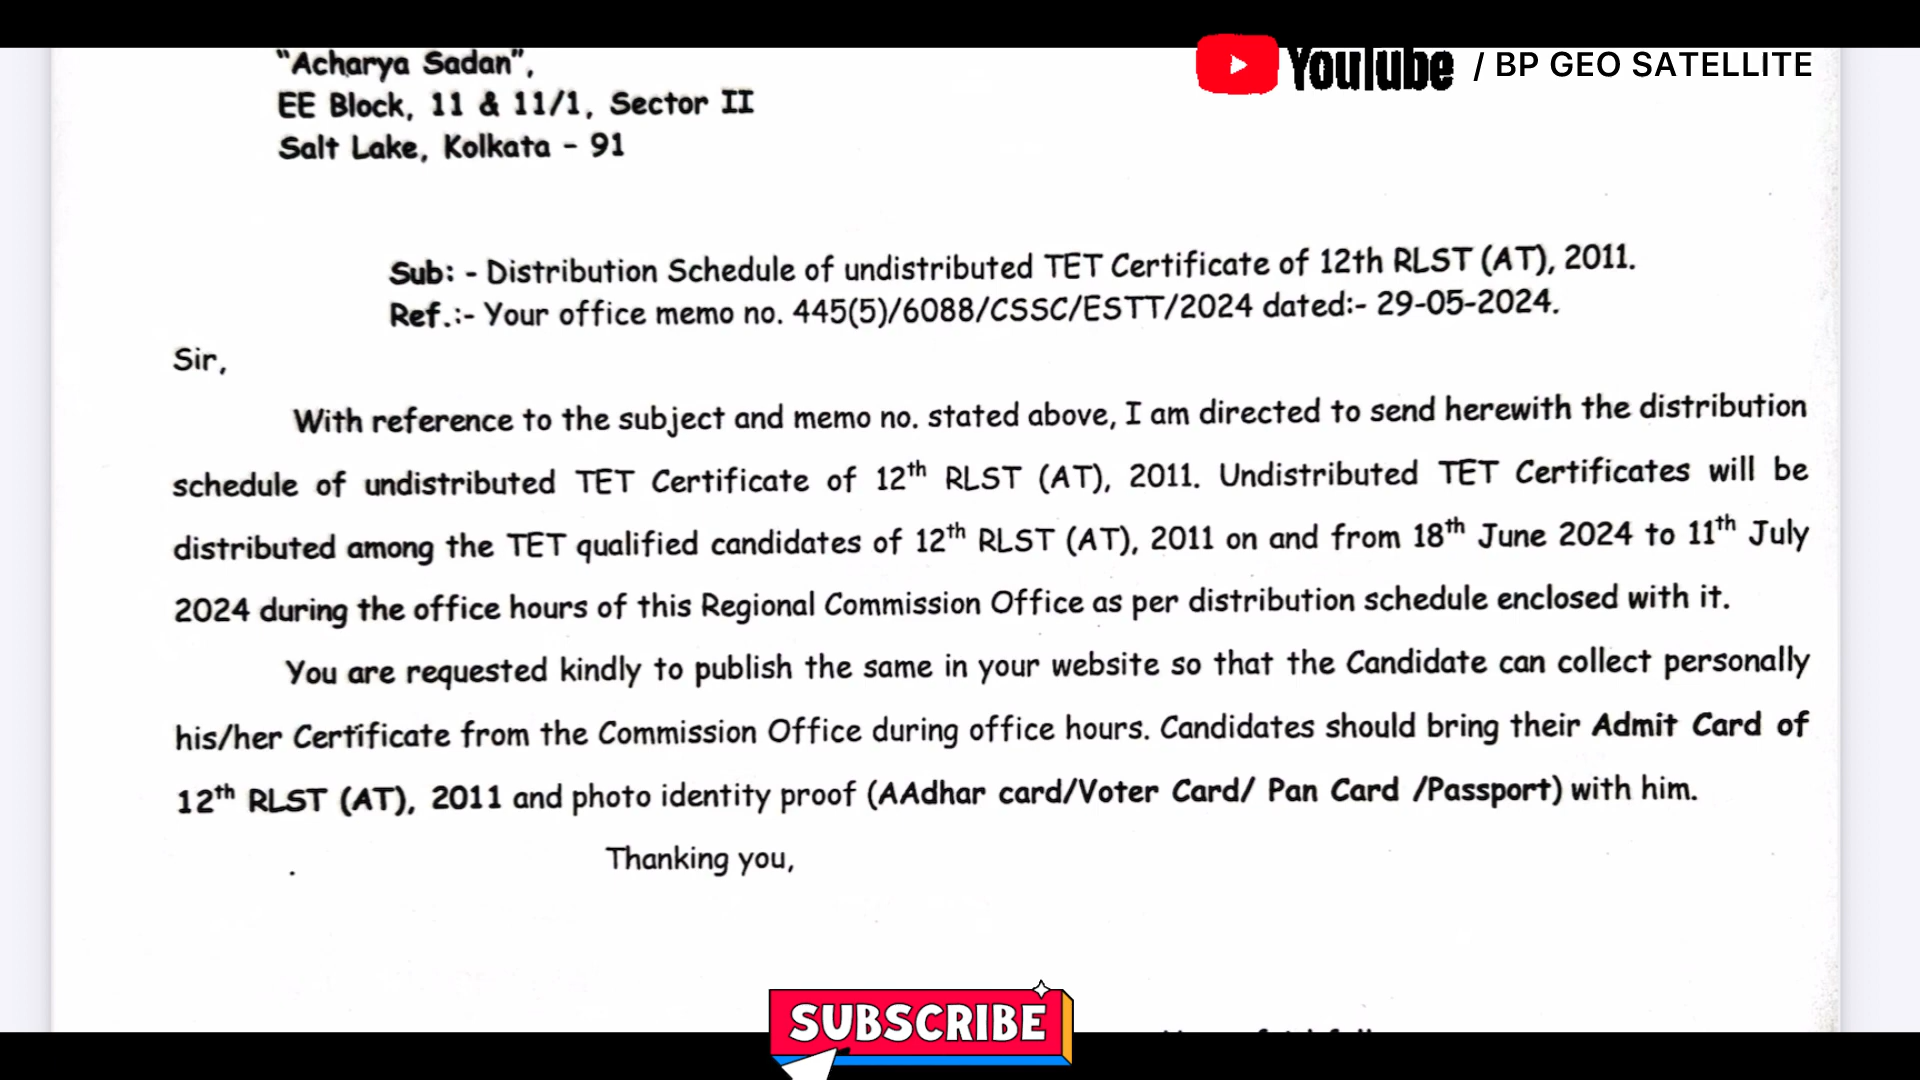 "Acharya Sadan",
YouTube / BP GEO SATELLITE
EE Block, 11 & 11/1, Sector II
Salt Lake, Kolkata - 91
Sub: - Distribution Schedule of undistributed TET Certificate of 12th RLST (AT), 2011.
Ref.:- Your office memo no. 445(5)/6088/CSSC/ESTT/2024 dated:- 29-05-2024.
Sir,
With reference to the subject and memo no. stated above, I am directed to send herewith the distribution
schedule of undistributed TET Certificate of 12th RLST (AT), 2011. Undistributed TET Certificates will be
distributed among the TET qualified candidates of 12th RLST (AT), 2011 on and from 18th June 2024 to 11th July
2024 during the office hours of this Regional Commission Office as per distribution schedule enclosed with it.
You are requested kindly to publish the same in your website so that the Candidate can collect personally
his/her Certificate from the Commission Office during office hours. Candidates should bring their Admit Card of
12th RLST (AT), 2011 and photo identity proof (AAdhar card/Voter Card/ Pan Card /Passport) with him.
Thanking you,
SUBSCRIBE